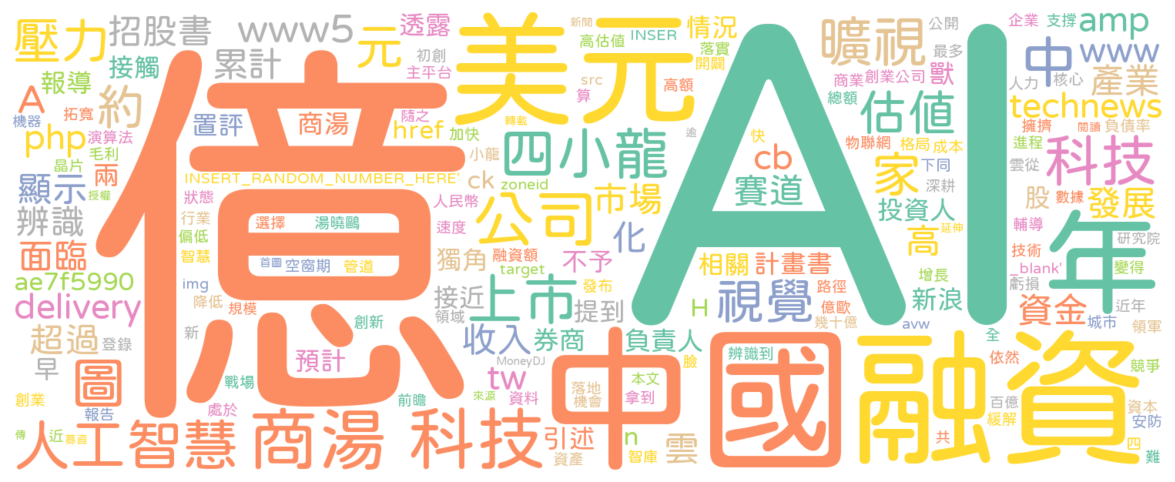 壓力
招股書
www5
元
透露
美元
新聞
高估值
INSER
情況
落實
開闢
曠視
公開
最多
企業
支撐
amp
中
www
報導
接觸
累計
初創
主平台
億
AI
src
算
高額
轉載
商業
創業公司
獸
總額
人力
核心
產業
A
機器
拓寬
約
置評
商湯
隨之
href
加快
四小龍
逾
快
cb
估值
物聯網
格局
成本
technews
擁擠
閱讀
負債率
php
演算法
毛利
晶片
授權
兩
小龍
INSERT_RANDOM_NUMBER_HERE'
ck
zoneid
賽道
家
下同
深耕
進程
雲從
科技
顯示
辨識
狀態
人民幣
公司
市場
投資人
股
數據
發展
行業
偏低
智慧
選擇
湯曉鷗
速度
化
高
輔導
年
面臨
ae7f5990
首圖
空窗期
管道
獨角
融資額
target
不予
相關
計畫書
增長
延伸
技術
研究院
_blank'
變得
delivery
img
降低
規模
新
接近
領域
上市
發布
提到
H
視覺
路徑
億歐
幾十億
新浪
虧損
近年
資金
城市
領軍
超過
登錄
創新
預計
收入
券商
負責人
avw
全
早
圖
戰場
MoneyDJ
tw
中國
辨識到
臉
融資
依然
競爭
創業
報告
處於
前瞻
來源
資料
落地
機會
本文
拿到
百億
緩解
資本
安防
傳
近
募資
人工智慧
商湯
科技
引述
資產
n
智庫
雲
共
四
難